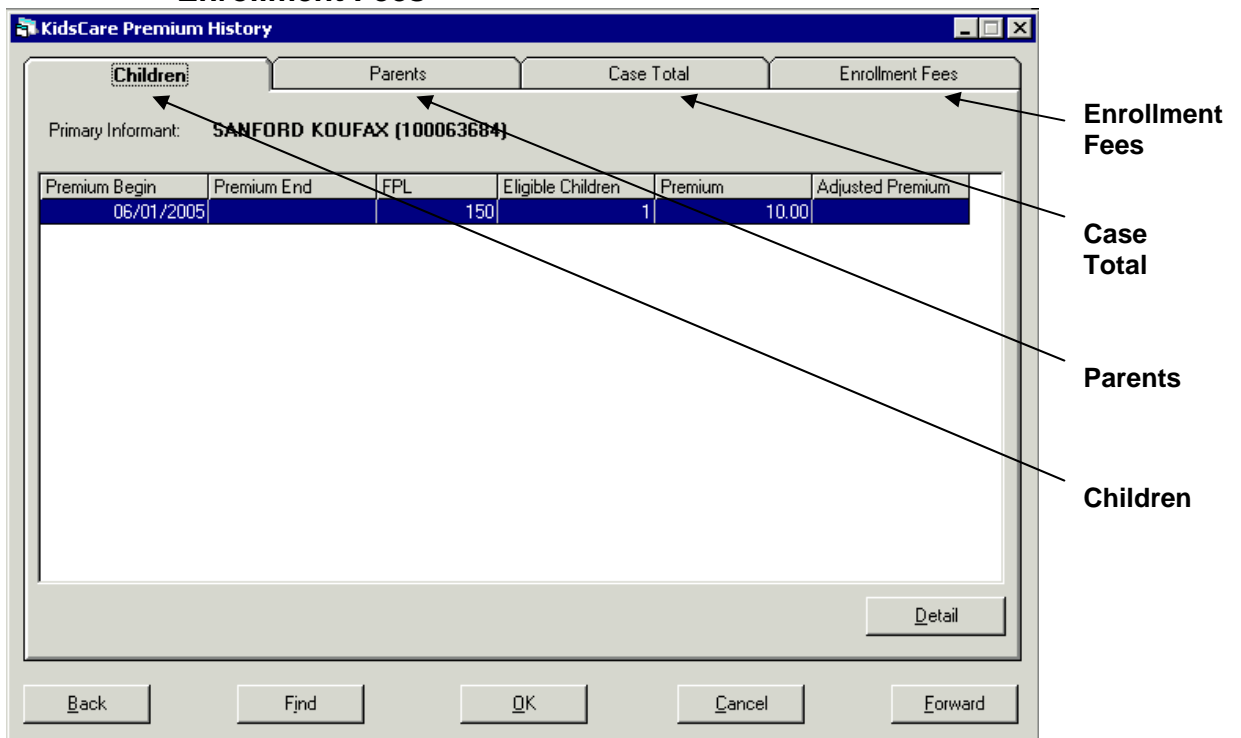 Enrollment Fees
KidsCare Premium History
Children Parents Case Total Enrollment Fees
Primary Informant: SANFORD KOUFAX (100063684)
Premium Begin Premium End FPL Eligible Children Premium Adjusted Premium
06/01/2005 150 1 10.00
Detail
Back Find OK Cancel Forward
Enrollment
Fees
Case
Total
Parents
Children